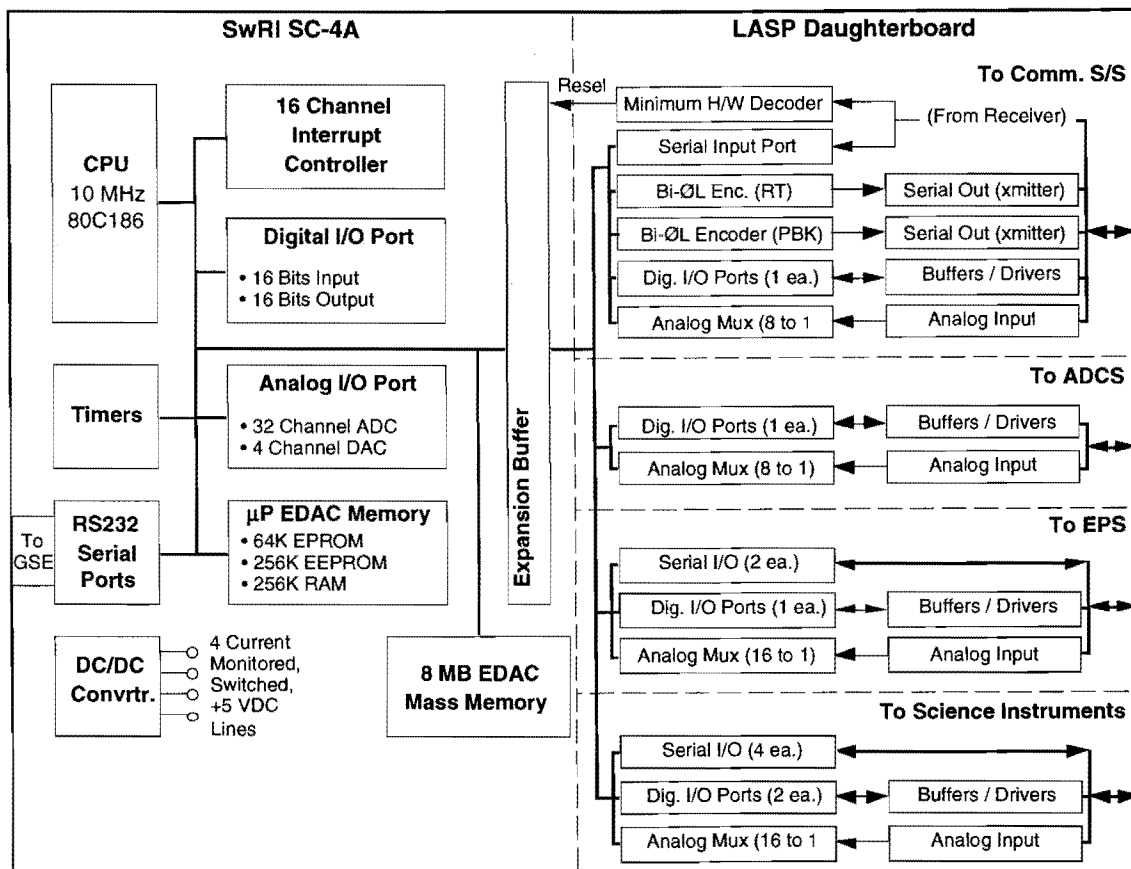 SwRI SC-4A
LASP Daughterboard
CPU
10 MHz
80C186
16 Channel
Interrupt
Controller
Digital I/O Port
• 16 Bits Input
• 16 Bits Output
Timers
Analog I/O Port
• 32 Channel ADC
• 4 Channel DAC
To
GSE
RS232
Serial
Ports
µP EDAC Memory
• 64K EPROM
• 256K EEPROM
• 256K RAM
DC/DC
Convrtr.
4 Current
Monitored,
Switched,
+5 VDC
Lines
8 MB EDAC
Mass Memory
Expansion Buffer
Reset
To Comm. S/S
Minimum H/W Decoder
(From Receiver)
Serial Input Port
Bi-ØL Enc. (RT)
Serial Out (xmitter)
Bi-ØL Encoder (PBK)
Serial Out (xmitter)
Dig. I/O Ports (1 ea.)
Buffers / Drivers
Analog Mux (8 to 1
Analog Input
To ADCS
Dig. I/O Ports (1 ea.)
Buffers / Drivers
Analog Mux (8 to 1)
Analog Input
To EPS
Serial I/O (2 ea.)
Dig. I/O Ports (1 ea.)
Buffers / Drivers
Analog Mux (16 to 1)
Analog Input
To Science Instruments
Serial I/O (4 ea.)
Dig. I/O Ports (2 ea.)
Buffers / Drivers
Analog Mux (16 to 1
Analog Input